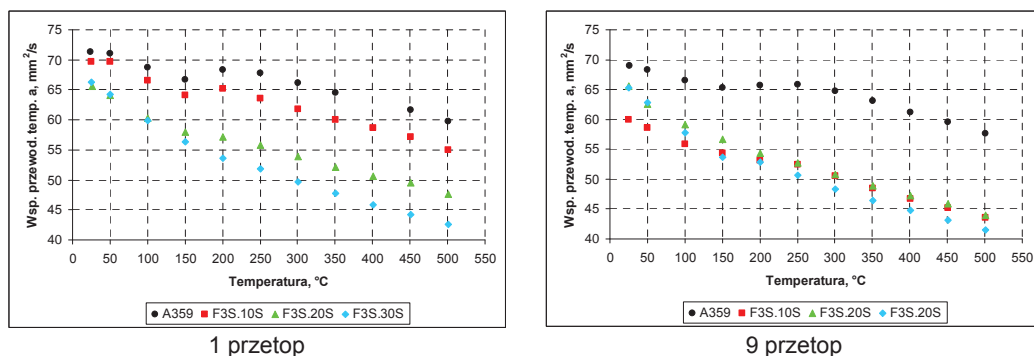 Wsp. przewod. temp. a, mm²/s
75
70
65
60
55
50
45
40
0 50 100 150 200 250 300 350 400 450 500 550
Temperatura, °C
A359 F3S.10S F3S.20S F3S.30S
1 przetop
Wsp. przewod. temp. a, mm²/s
75
70
65
60
55
50
45
40
0 50 100 150 200 250 300 350 400 450 500 550
Temperatura, °C
A359 F3S.10S F3S.20S F3S.20S
9 przetop